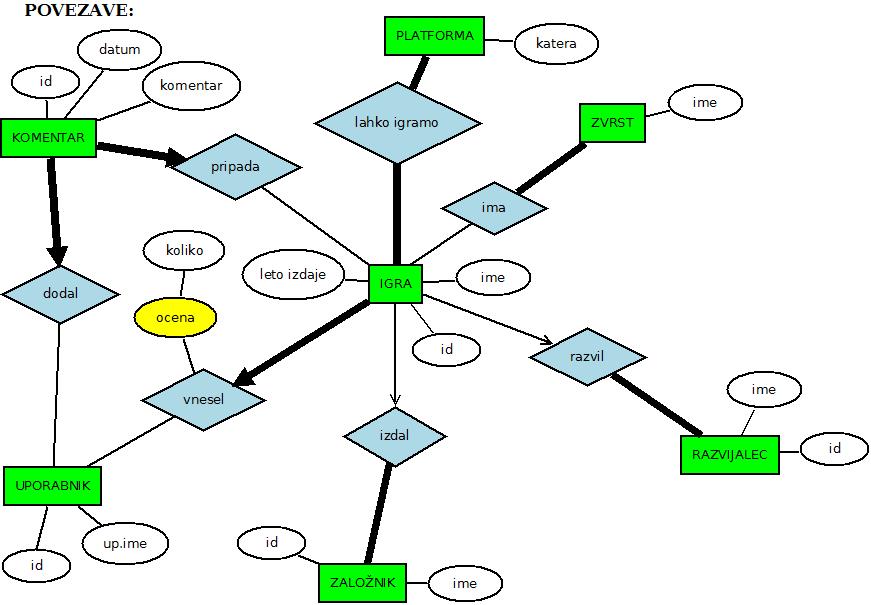 POVEZAVE:
PLATFORMA
katera
datum
id
komentar
KOMENTAR
lahko igramo
ime
ZVRST
pripada
ima
koliko
leto izdaje
IGRA
ime
dodal
ocena
id
razvil
vnesel
ime
izdal
RAZVIJALEC
id
UPORABNIK
id
up.ime
id
ZALOŽNIK
ime